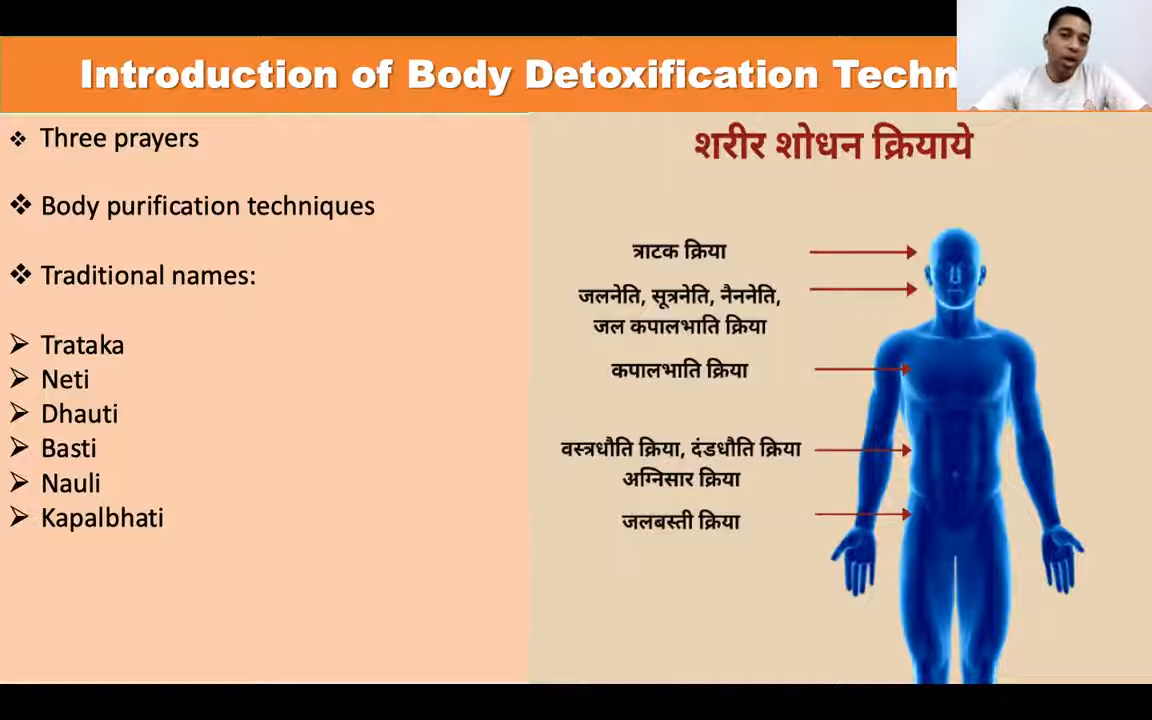 Introduction of Body Detoxification Techn
Three prayers
Body purification techniques
Traditional names:
Trataka
Neti
Dhauti
Basti
Nauli
Kapalbhati
शरीर शोधन क्रियाये
त्राटक क्रिया
जलनेति, सूत्रनेति, नैननेति,
जल कपालभाति क्रिया
कपालभाति क्रिया
वस्त्रधौति क्रिया, दंडधौति क्रिया
अग्निसार क्रिया
जलबस्ती क्रिया